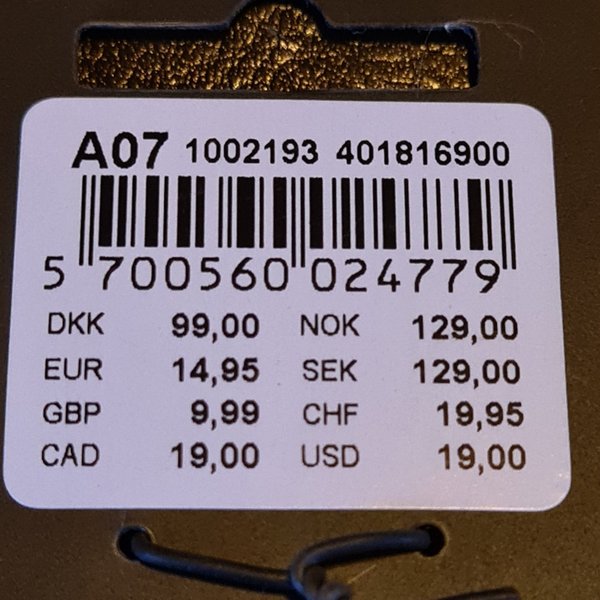 A07 1002193 401816900
5 700560 024779
DKK 99,00 NOK 129,00
EUR 14,95 SEK 129,00
GBP 9,99 CHF 19,95
CAD 19,00 USD 19,00